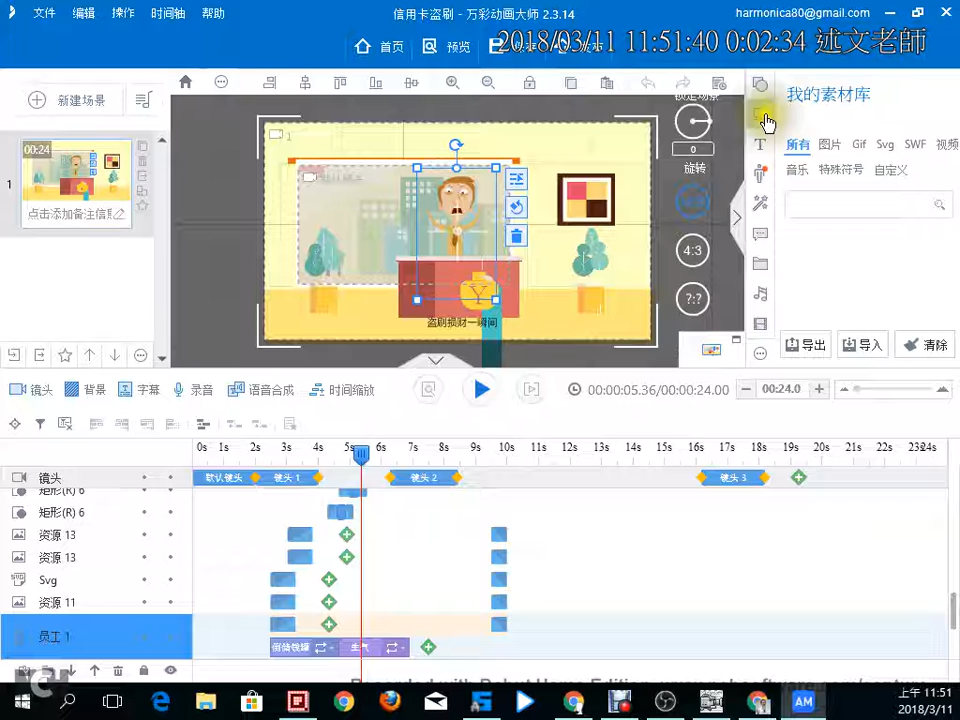 文件 编辑 操作 时间轴 帮助
信用卡盗刷 - 万彩动画大师 2.3.14
harmonica80@gmail.com
首页 预览
2018/03/11 11:51:40 0:02:34 述文老師
新建场景
我的素材库
所有 图片 Gif Svg SWF 视频
音乐 特殊符号 自定义
00:24
1
点击添加备注信息
1
盗刷损财一瞬间
0
旋转
4:3
?:?
导出 导入 清除
镜头 背景 字幕 录音 语音合成 时间缩放
00:00:05.36/00:00:24.00
00:24.0
0s 1s 2s 3s 4s 5s 6s 7s 8s 9s 10s 11s 12s 13s 14s 15s 16s 17s 18s 19s 20s 21s 22s 23 24s
镜头
默认镜头 镜头 1 镜头 2 镜头 3
矩形(R) 6
矩形(R) 6
资源 13
资源 13
Svg
资源 11
员工 1
生气
上午 11:51
2018/3/11
AM